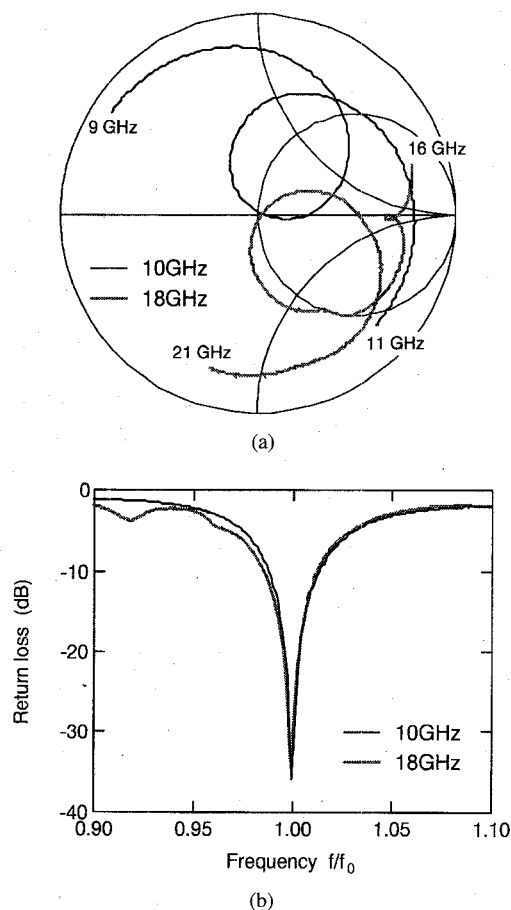 9 GHz
16 GHz
10GHz
18GHz
21 GHz
11 GHz
(a)
0
-10
-20
-30
-40
Return loss (dB)
10GHz
18GHz
0.90 0.95 1.00 1.05 1.10
Frequency f/f0
(b)